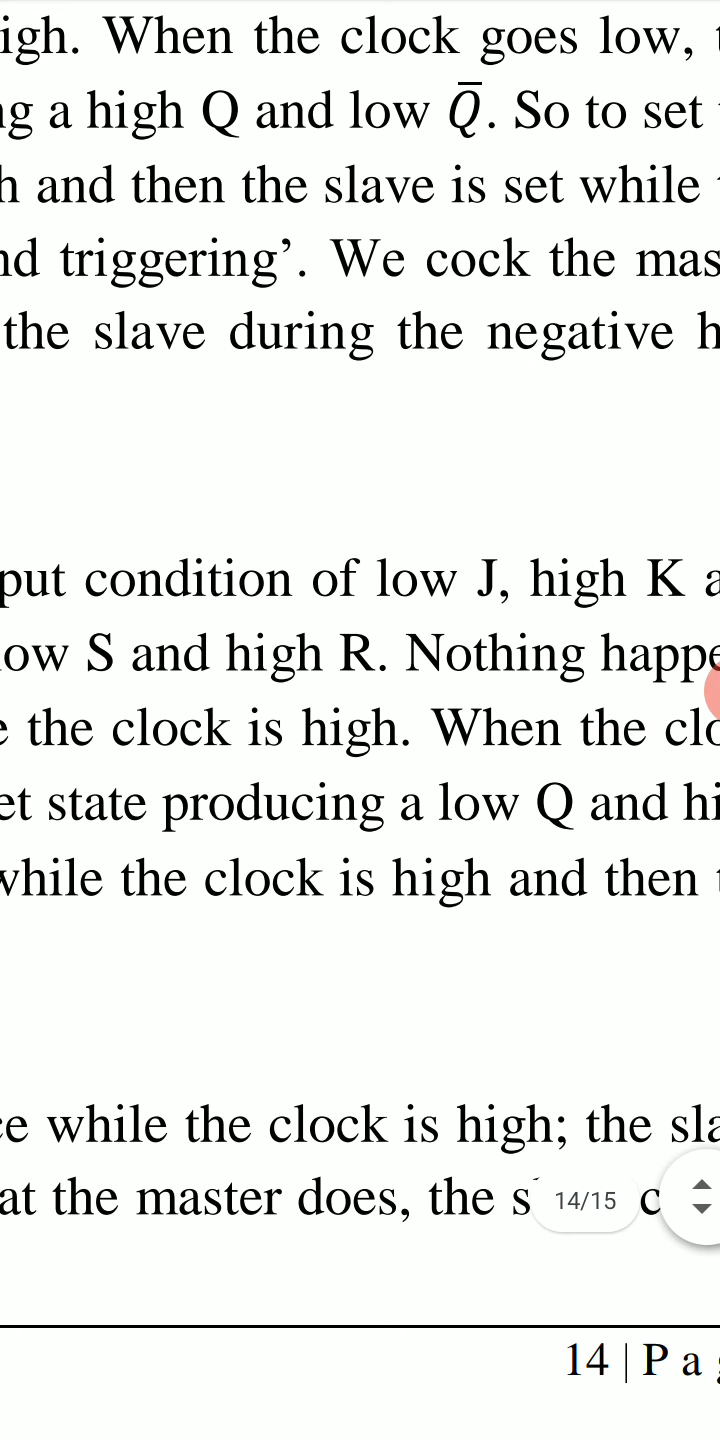 igh. When the clock goes low,
ng a high Q and low Q̅. So to set
h and then the slave is set while
nd triggering’. We cock the mas
the slave during the negative h
put condition of low J, high K a
low S and high R. Nothing happe
e the clock is high. When the clo
et state producing a low Q and hi
while the clock is high and then
ce while the clock is high; the sla
at the master does, the s
14/15
c
14 | P a g